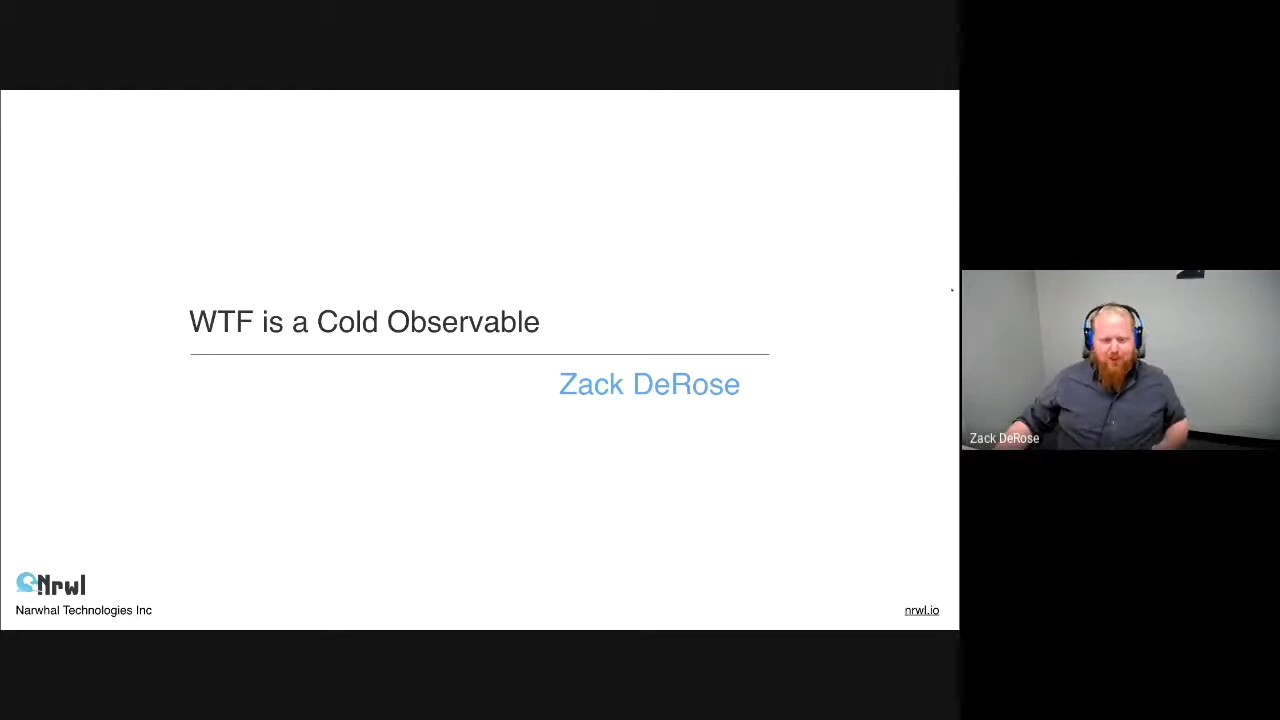 WTF is a Cold Observable
Zack DeRose
Zack DeRose
Nrwl
Narwhal Technologies Inc
nrwl.io